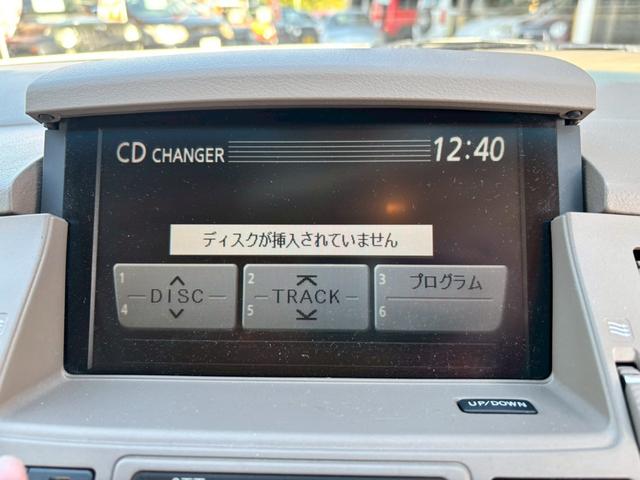 CD CHANGER 12:40
ディスクが挿入されていません
1 2 3 プログラム
DISC TRACK
4 5 6
UP/DOWN